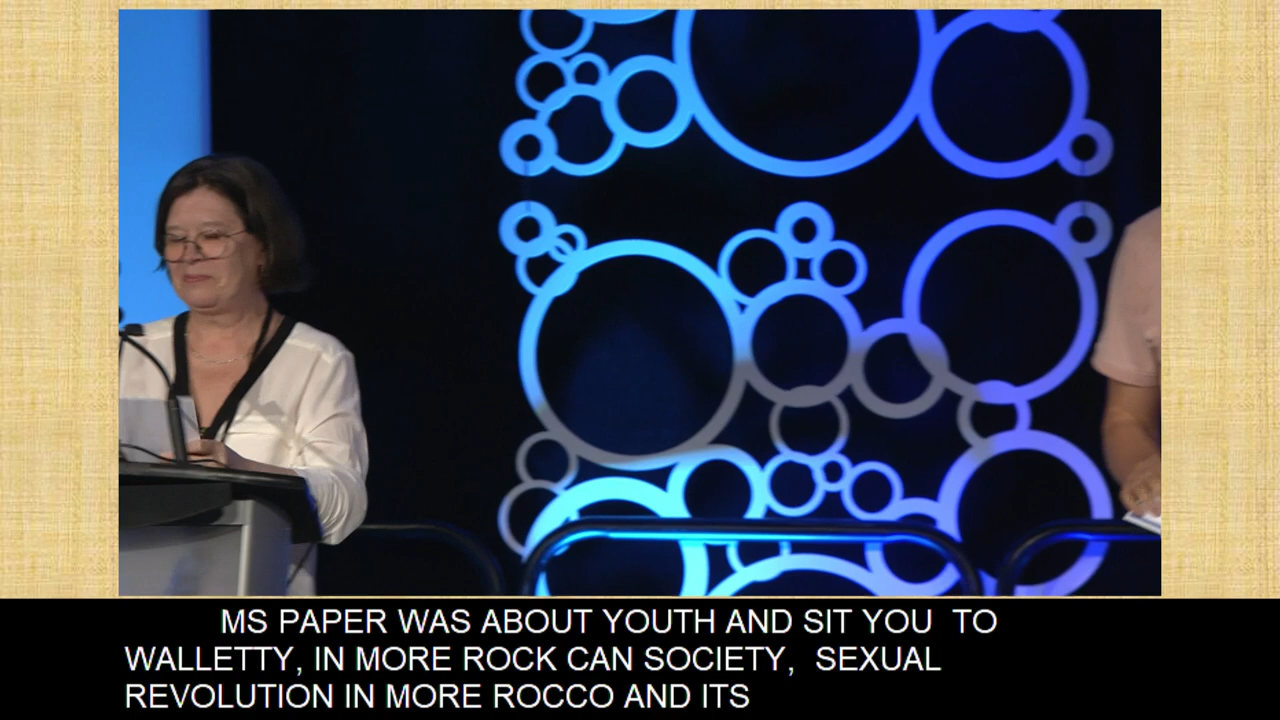 MS PAPER WAS ABOUT YOUTH AND SIT YOU TO
WALLETTY, IN MORE ROCK CAN SOCIETY, SEXUAL
REVOLUTION IN MORE ROCCO AND ITS